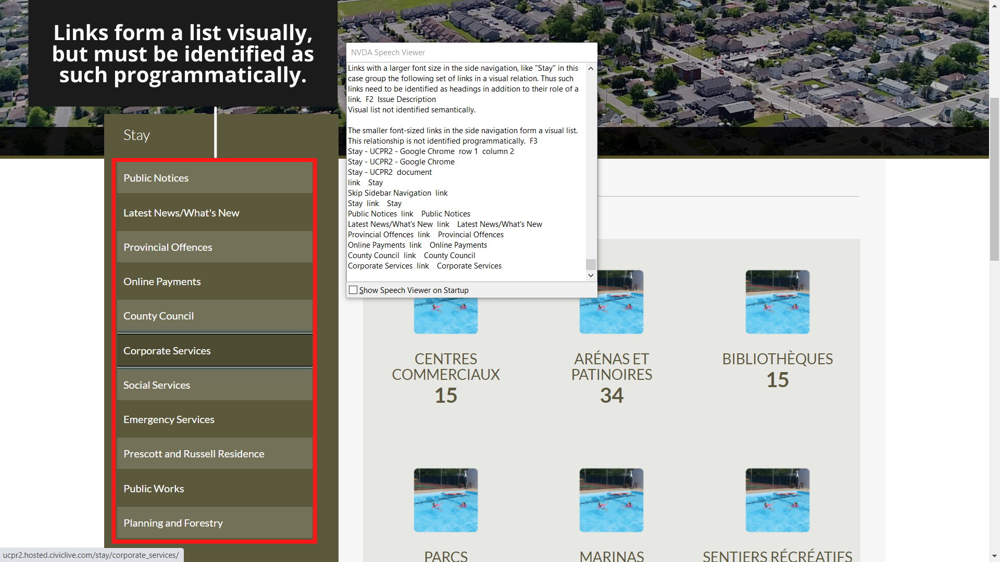 Links form a list visually,
but must be identified as
such programmatically.
Stay
Public Notices
Latest News/What's New
Provincial Offences
Online Payments
County Council
Corporate Services
Social Services
Emergency Services
Prescott and Russell Residence
Public Works
Planning and Forestry
ucpr2.hosted.civiclive.com/stay/corporate_services/
NVDA Speech Viewer
Links with a larger font size in the side navigation, like "Stay" in this
case group the following set of links in a visual relation. Thus such
links need to be identified as headings in addition to their role of a
link.  F2  Issue Description
Visual list not identified semantically.
The smaller font-sized links in the side navigation form a visual list.
This relationship is not identified programmatically.  F3
Stay - UCPR2 - Google Chrome  row 1  column 2
Stay - UCPR2 - Google Chrome
Stay - UCPR2  document
link    Stay
Skip Sidebar Navigation  link
Stay  link    Stay
Public Notices  link    Public Notices
Latest News/What's New  link    Latest News/What's New
Provincial Offences  link    Provincial Offences
Online Payments  link    Online Payments
County Council  link    County Council
Corporate Services  link    Corporate Services
Show Speech Viewer on Startup
CENTRES
COMMERCIAUX
15
ARÉNAS ET
PATINOIRES
34
BIBLIOTHÈQUES
15
PARCS
MARINAS
SENTIERS RÉCRÉATIFS